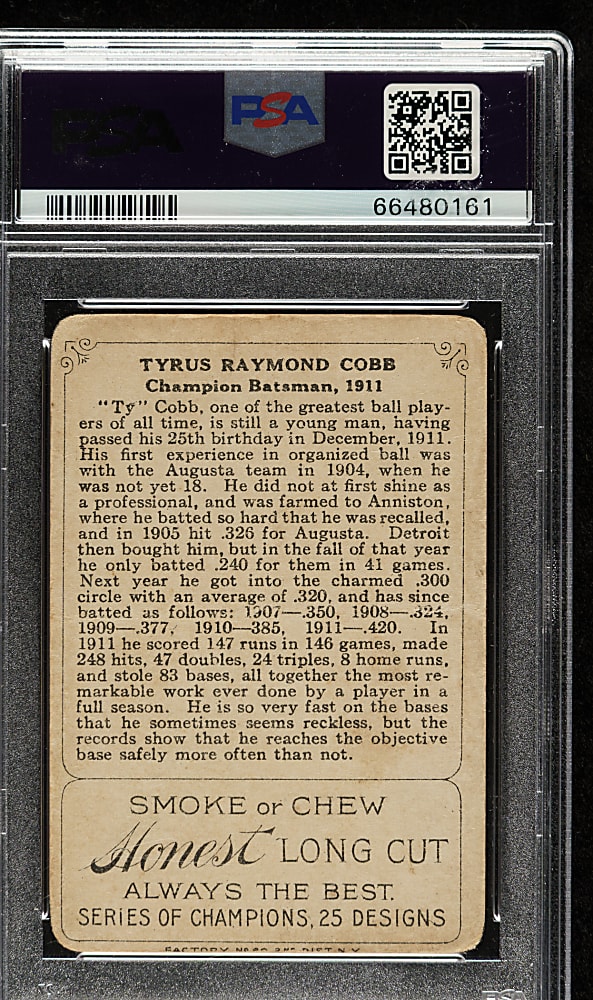 PSA
PSA
66480161
TYRUS RAYMOND COBB
Champion Batsman, 1911
"Ty" Cobb, one of the greatest ball play-
ers of all time, is still a young man, having
passed his 25th birthday in December, 1911.
His first experience in organized ball was
with the Augusta team in 1904, when he
was not yet 18. He did not at first shine as
a professional, and was farmed to Anniston,
where he batted so hard that he was recalled,
and in 1905 hit .326 for Augusta. Detroit
then bought him, but in the fall of that year
he only batted .240 for them in 41 games.
Next year he got into the charmed .300
circle with an average of .320, and has since
batted as follows: 1907—.350, 1908—.324,
1909—.377, 1910—385, 1911—.420. In
1911 he scored 147 runs in 146 games, made
248 hits, 47 doubles, 24 triples, 8 home runs,
and stole 83 bases, all together the most re-
markable work ever done by a player in a
full season. He is so very fast on the bases
that he sometimes seems reckless, but the
records show that he reaches the objective
base safely more often than not.
SMOKE or CHEW
Honest LONG CUT
ALWAYS THE BEST.
SERIES OF CHAMPIONS, 25 DESIGNS
FACTORY No 2ND DIST. N.Y.